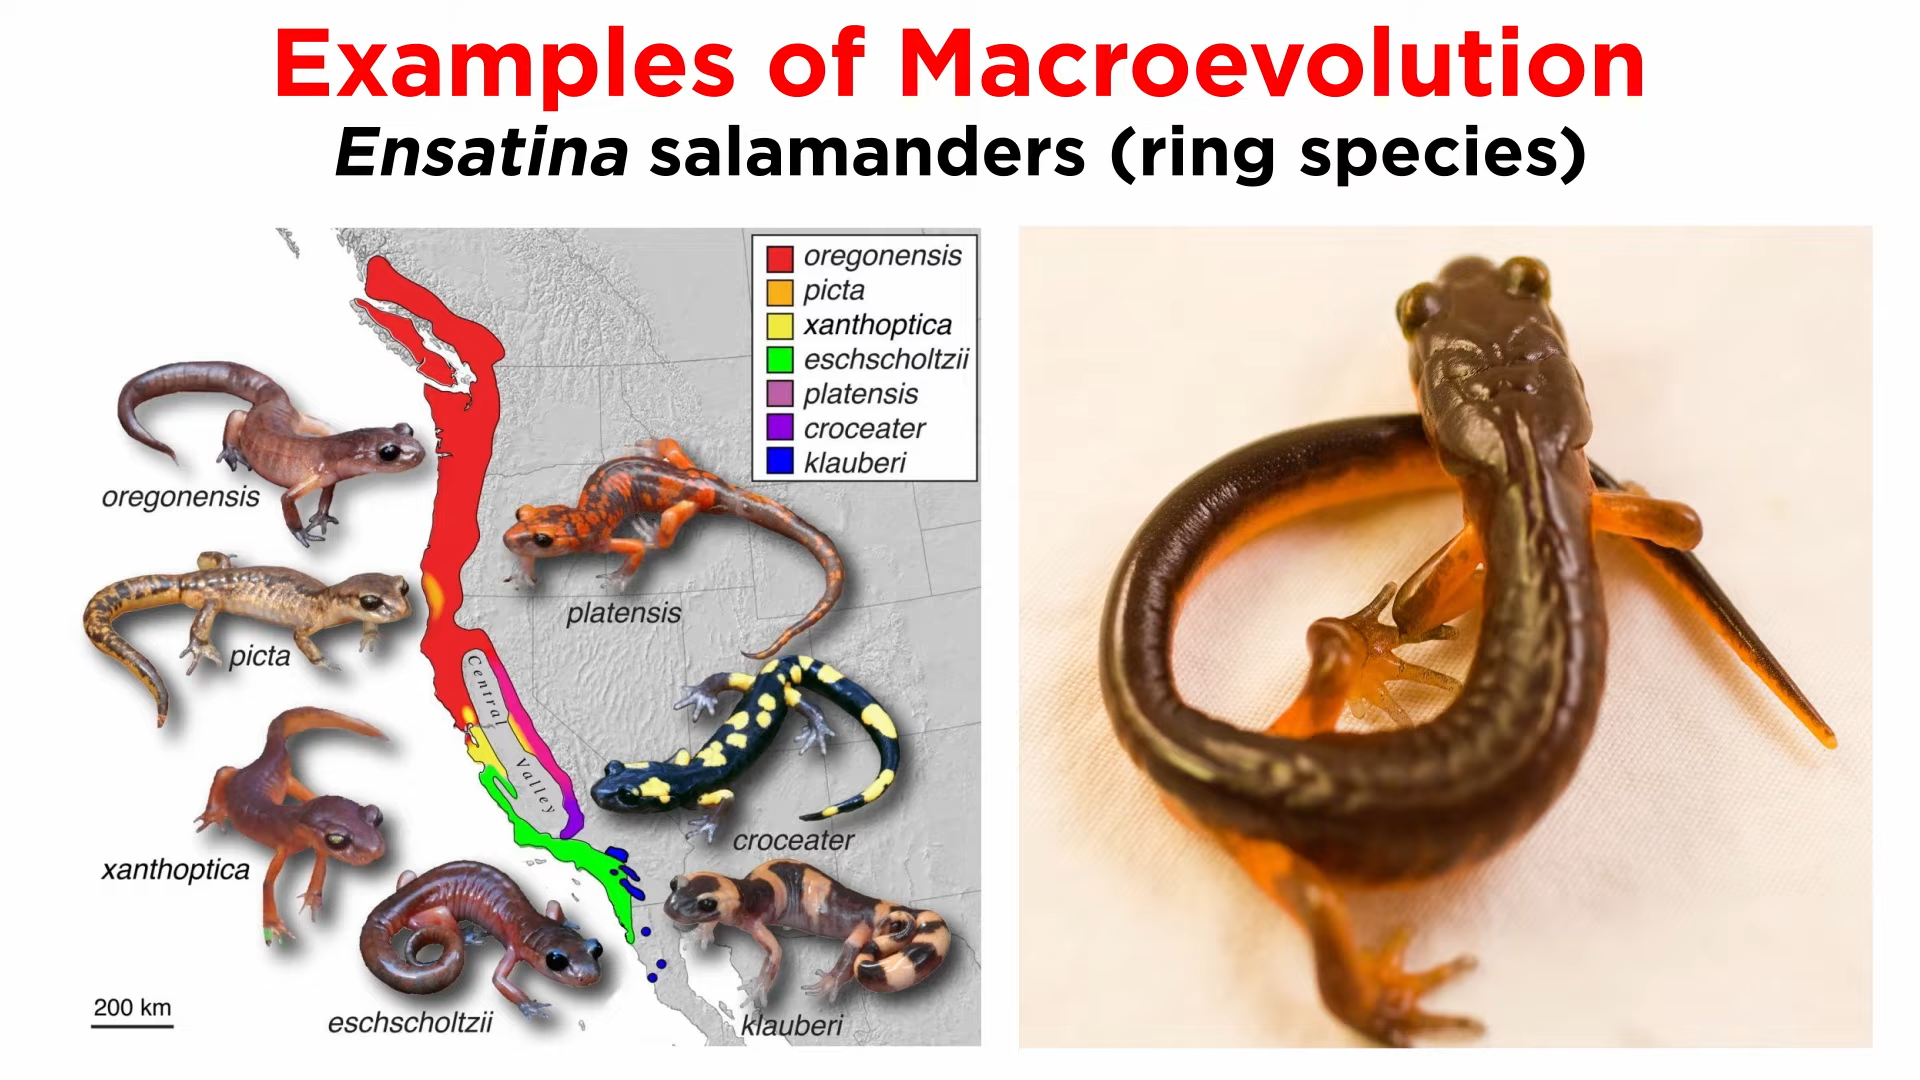 Examples of Macroevolution
Ensatina salamanders (ring species)
oregonensis
picta
xanthoptica
eschscholtzii
platensis
croceater
klauberi
oregonensis
platensis
picta
Central
Valley
croceater
xanthoptica
200 km
eschscholtzii
klauberi